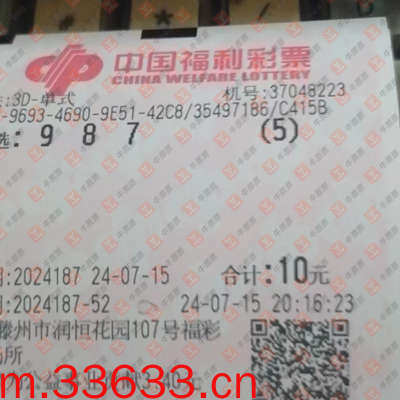 中国福利彩票
CHINA WELFARE LOTTERY
:3D-单式 机号:37048223
-9693-4690-9E51-42C8/35497186/C415B
选: 9 8 7 (5)
:2024187 24-07-15 合计:10元
:2024187-52 24-07-15 20:16:23
滕州市润恒花园107号福彩
所
m.33633.com